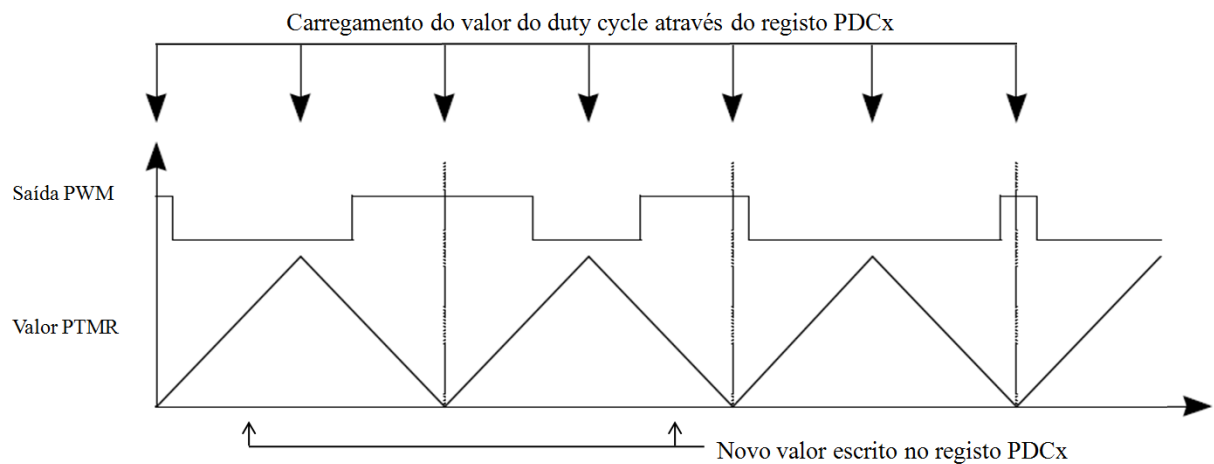 Carregamento do valor do duty cycle através do registo PDCx
Saída PWM
Valor PTMR
Novo valor escrito no registo PDCx